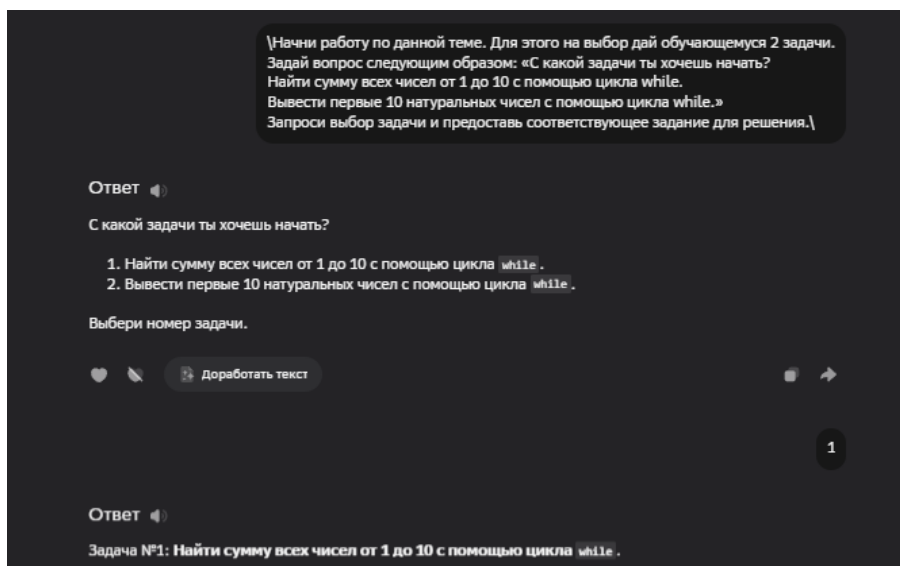 \Начни работу по данной теме. Для этого на выбор дай обучающемуся 2 задачи.
Задай вопрос следующим образом: «С какой задачи ты хочешь начать?
Найти сумму всех чисел от 1 до 10 с помощью цикла while.
Вывести первые 10 натуральных чисел с помощью цикла while.»
Запроси выбор задачи и предоставь соответствующее задание для решения.\
Ответ
С какой задачи ты хочешь начать?
1. Найти сумму всех чисел от 1 до 10 с помощью цикла while.
2. Вывести первые 10 натуральных чисел с помощью цикла while.
Выбери номер задачи.
Доработать текст
1
Ответ
Задача №1: Найти сумму всех чисел от 1 до 10 с помощью цикла while.